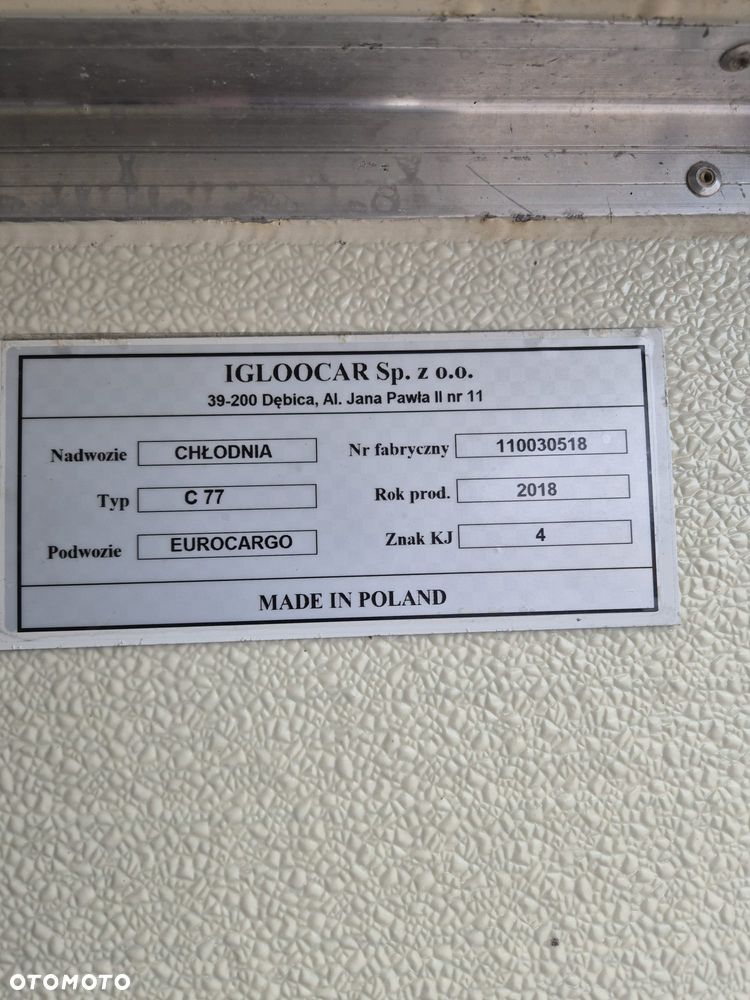 IGLOOCAR Sp. z o.o.
39-200 Dębica, Al. Jana Pawła II nr 11
Nadwozie CHŁODNIA Nr fabryczny 110030518
Typ C 77 Rok prod. 2018
Podwozie EUROCARGO Znak KJ 4
MADE IN POLAND
OTOMOTO